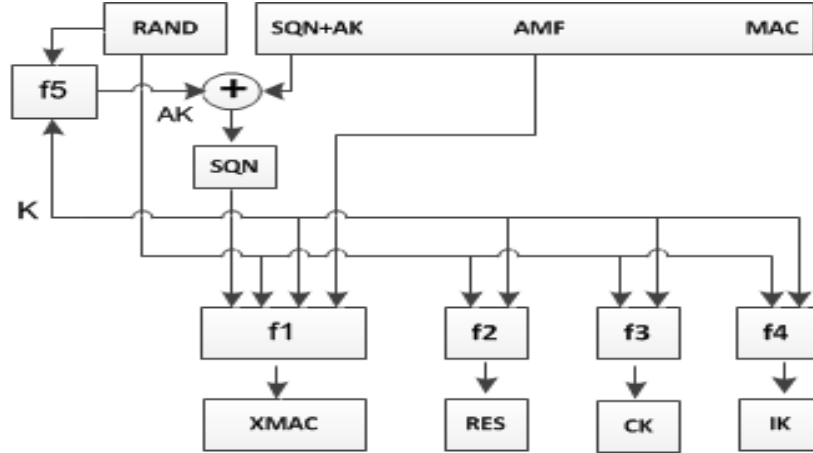 RAND SQN+AK AMF MAC
f5
AK
+
SQN
K
f1 f2 f3 f4
XMAC RES CK IK